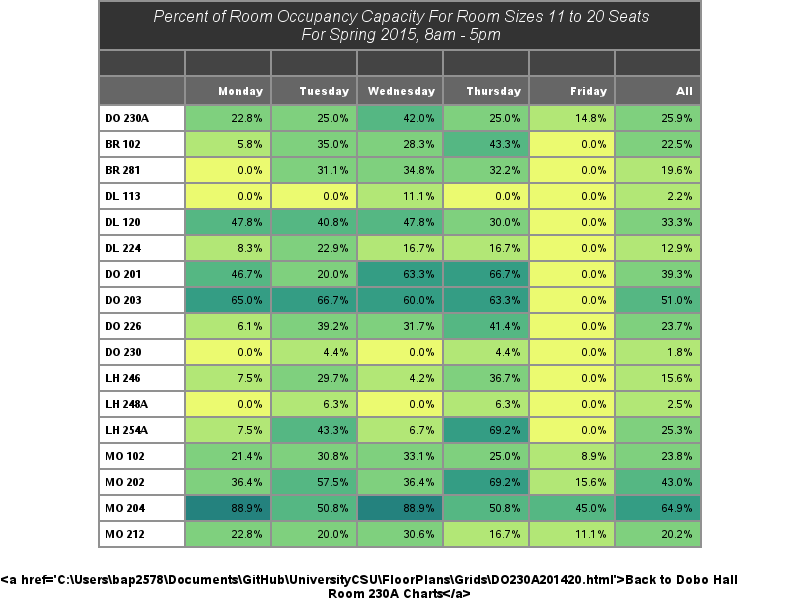 Percent of Room Occupancy Capacity For Room Sizes 11 to 20 Seats
For Spring 2015, 8am - 5pm
Monday Tuesday Wednesday Thursday Friday All
DO 230A 22.8% 25.0% 42.0% 25.0% 14.8% 25.9%
BR 102 5.8% 35.0% 28.3% 43.3% 0.0% 22.5%
BR 281 0.0% 31.1% 34.8% 32.2% 0.0% 19.6%
DL 113 0.0% 0.0% 11.1% 0.0% 0.0% 2.2%
DL 120 47.8% 40.8% 47.8% 30.0% 0.0% 33.3%
DL 224 8.3% 22.9% 16.7% 16.7% 0.0% 12.9%
DO 201 46.7% 20.0% 63.3% 66.7% 0.0% 39.3%
DO 203 65.0% 66.7% 60.0% 63.3% 0.0% 51.0%
DO 226 6.1% 39.2% 31.7% 41.4% 0.0% 23.7%
DO 230 0.0% 4.4% 0.0% 4.4% 0.0% 1.8%
LH 246 7.5% 29.7% 4.2% 36.7% 0.0% 15.6%
LH 248A 0.0% 6.3% 0.0% 6.3% 0.0% 2.5%
LH 254A 7.5% 43.3% 6.7% 69.2% 0.0% 25.3%
MO 102 21.4% 30.8% 33.1% 25.0% 8.9% 23.8%
MO 202 36.4% 57.5% 36.4% 69.2% 15.6% 43.0%
MO 204 88.9% 50.8% 88.9% 50.8% 45.0% 64.9%
MO 212 22.8% 20.0% 30.6% 16.7% 11.1% 20.2%
<a href='C:\Users\bap2578\Documents\GitHub\UniversityCSU\FloorPlans\Grids\DO230A201420.html'>Back to Dobo Hall
Room 230A Charts</a>